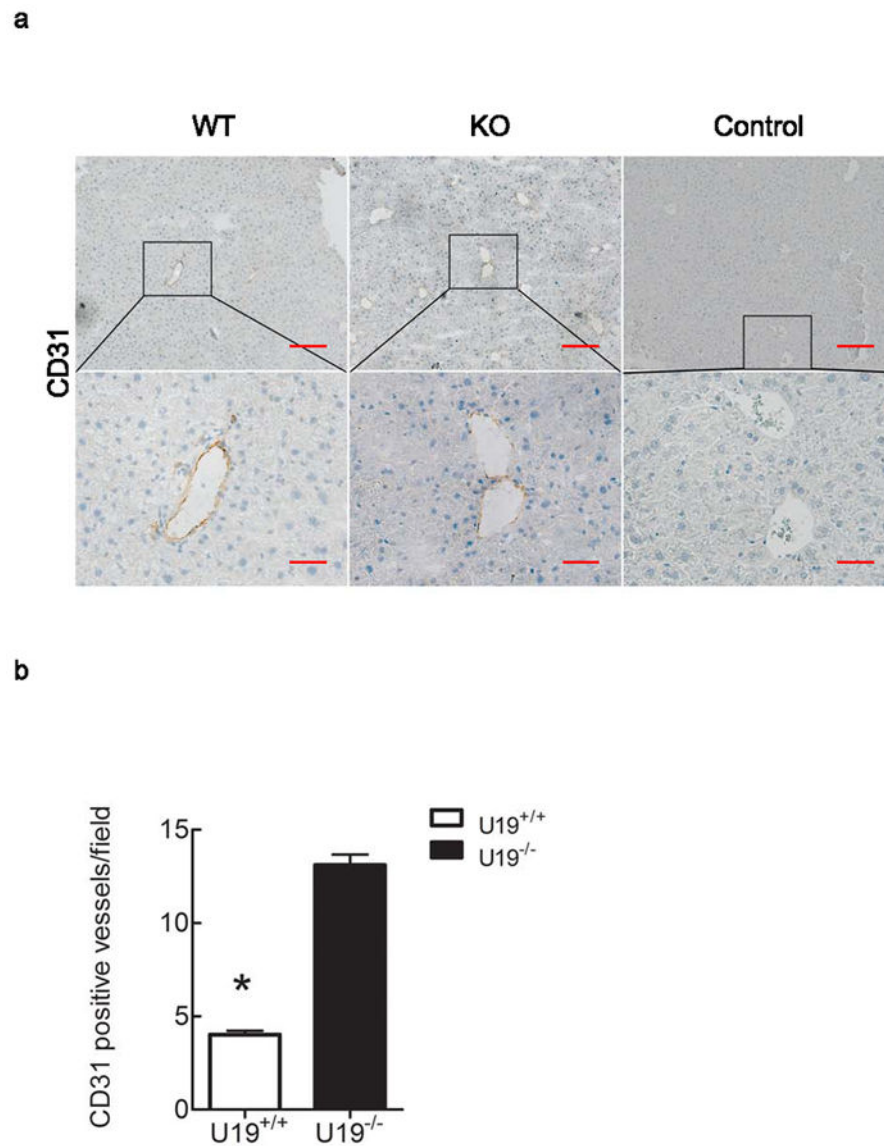 a
WT KO Control
CD31
b
CD31 positive vessels/field
15
10
5
0
*
U19+/+ U19-/-
U19+/+
U19-/-